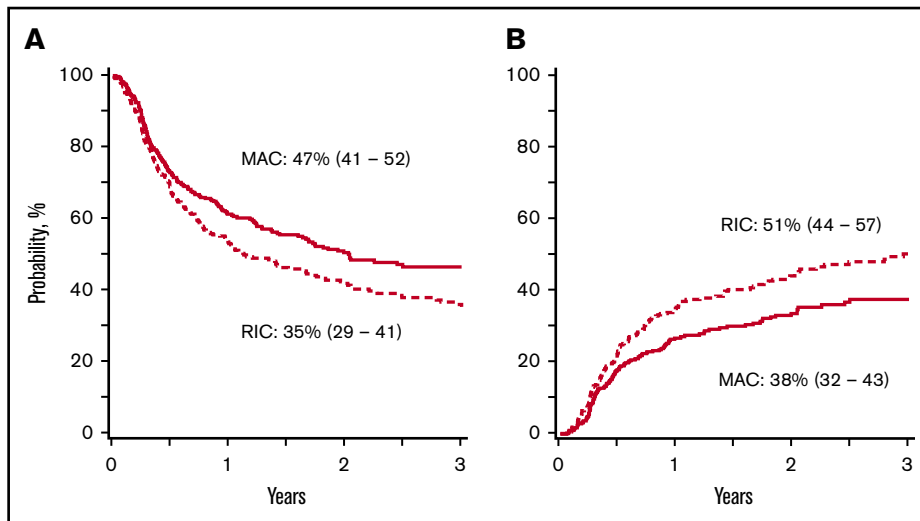 A
B
Probability, %
100
80
60
40
20
0
MAC: 47% (41 – 52)
RIC: 35% (29 – 41)
0 1 2 3
Years
100
80
60
40
20
0
RIC: 51% (44 – 57)
MAC: 38% (32 – 43)
0 1 2 3
Years